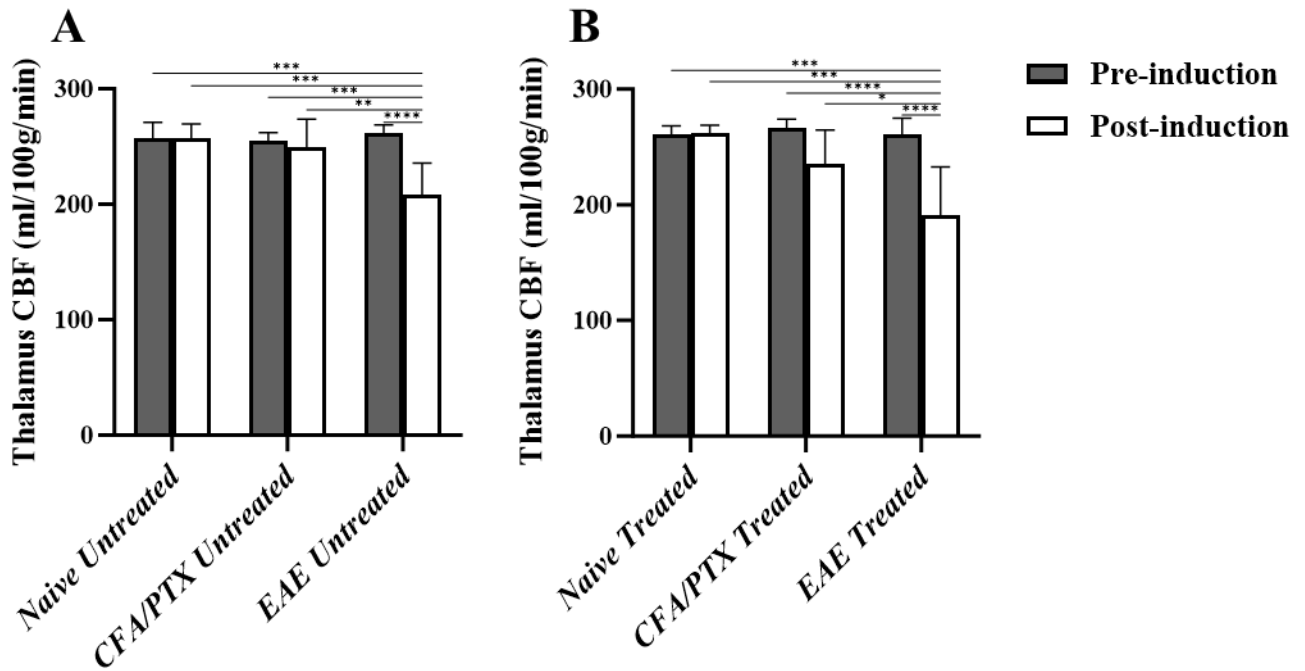 A
Thalamus CBF (ml/100g/min)
300
200
100
0
***
***
***
**
****
Naive Untreated
CFA/PTX Untreated
EAE Untreated
B
Thalamus CBF (ml/100g/min)
300
200
100
0
***
***
****
*
****
Naive Treated
CFA/PTX Treated
EAE Treated
Pre-induction
Post-induction